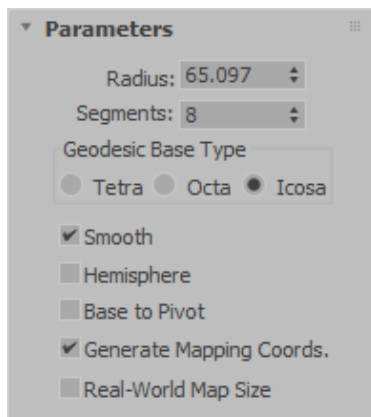 Parameters
Radius: 65.097
Segments: 8
Geodesic Base Type
Tetra Octa Icosa
Smooth
Hemisphere
Base to Pivot
Generate Mapping Coords.
Real-World Map Size